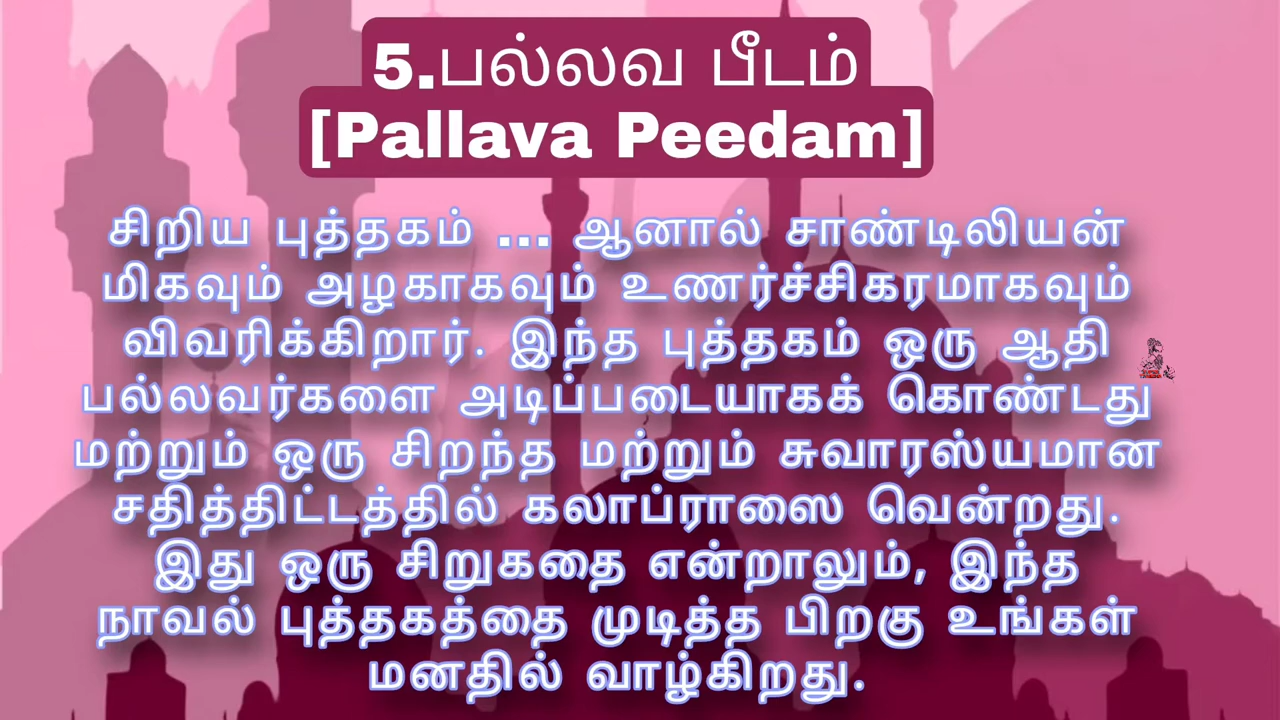 5.பல்லவ பீடம்
[Pallava Peedam]
சிறிய புத்தகம் ... ஆனால் சாண்டிலியன்
மிகவும் அழகாகவும் உணர்ச்சிகரமாகவும்
விவரிக்கிறார். இந்த புத்தகம் ஒரு ஆதி
பல்லவர்களை அடிப்படையாகக் கொண்டது
மற்றும் ஒரு சிறந்த மற்றும் சுவாரஸ்யமான
சதித்திட்டத்தில் கலாப்ராஸை வென்றது.
இது ஒரு சிறுகதை என்றாலும், இந்த
நாவல் புத்தகத்தை முடித்த பிறகு உங்கள்
மனதில் வாழ்கிறது.